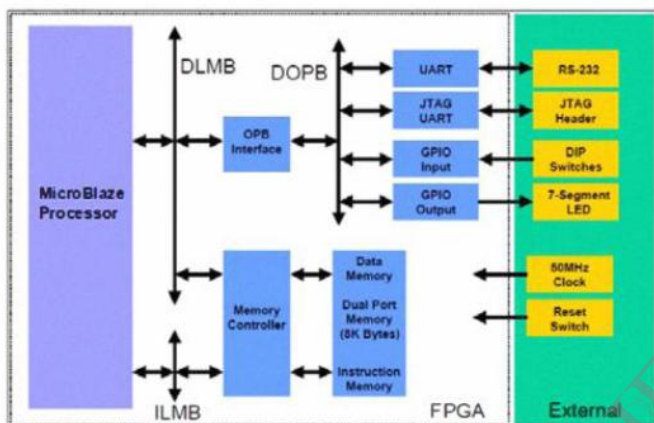 DLMB
DOPB
UART
RS-232
JTAG
UART
JTAG
Header
OPB
Interface
GPIO
Input
DIP
Switches
MicroBlaze
Processor
GPIO
Output
7-Segment
LED
Data
Memory
50MHz
Clock
Memory
Controller
Dual Port
Memory
(8K Bytes)
Reset
Switch
Instruction
Memory
ILMB
FPGA
External